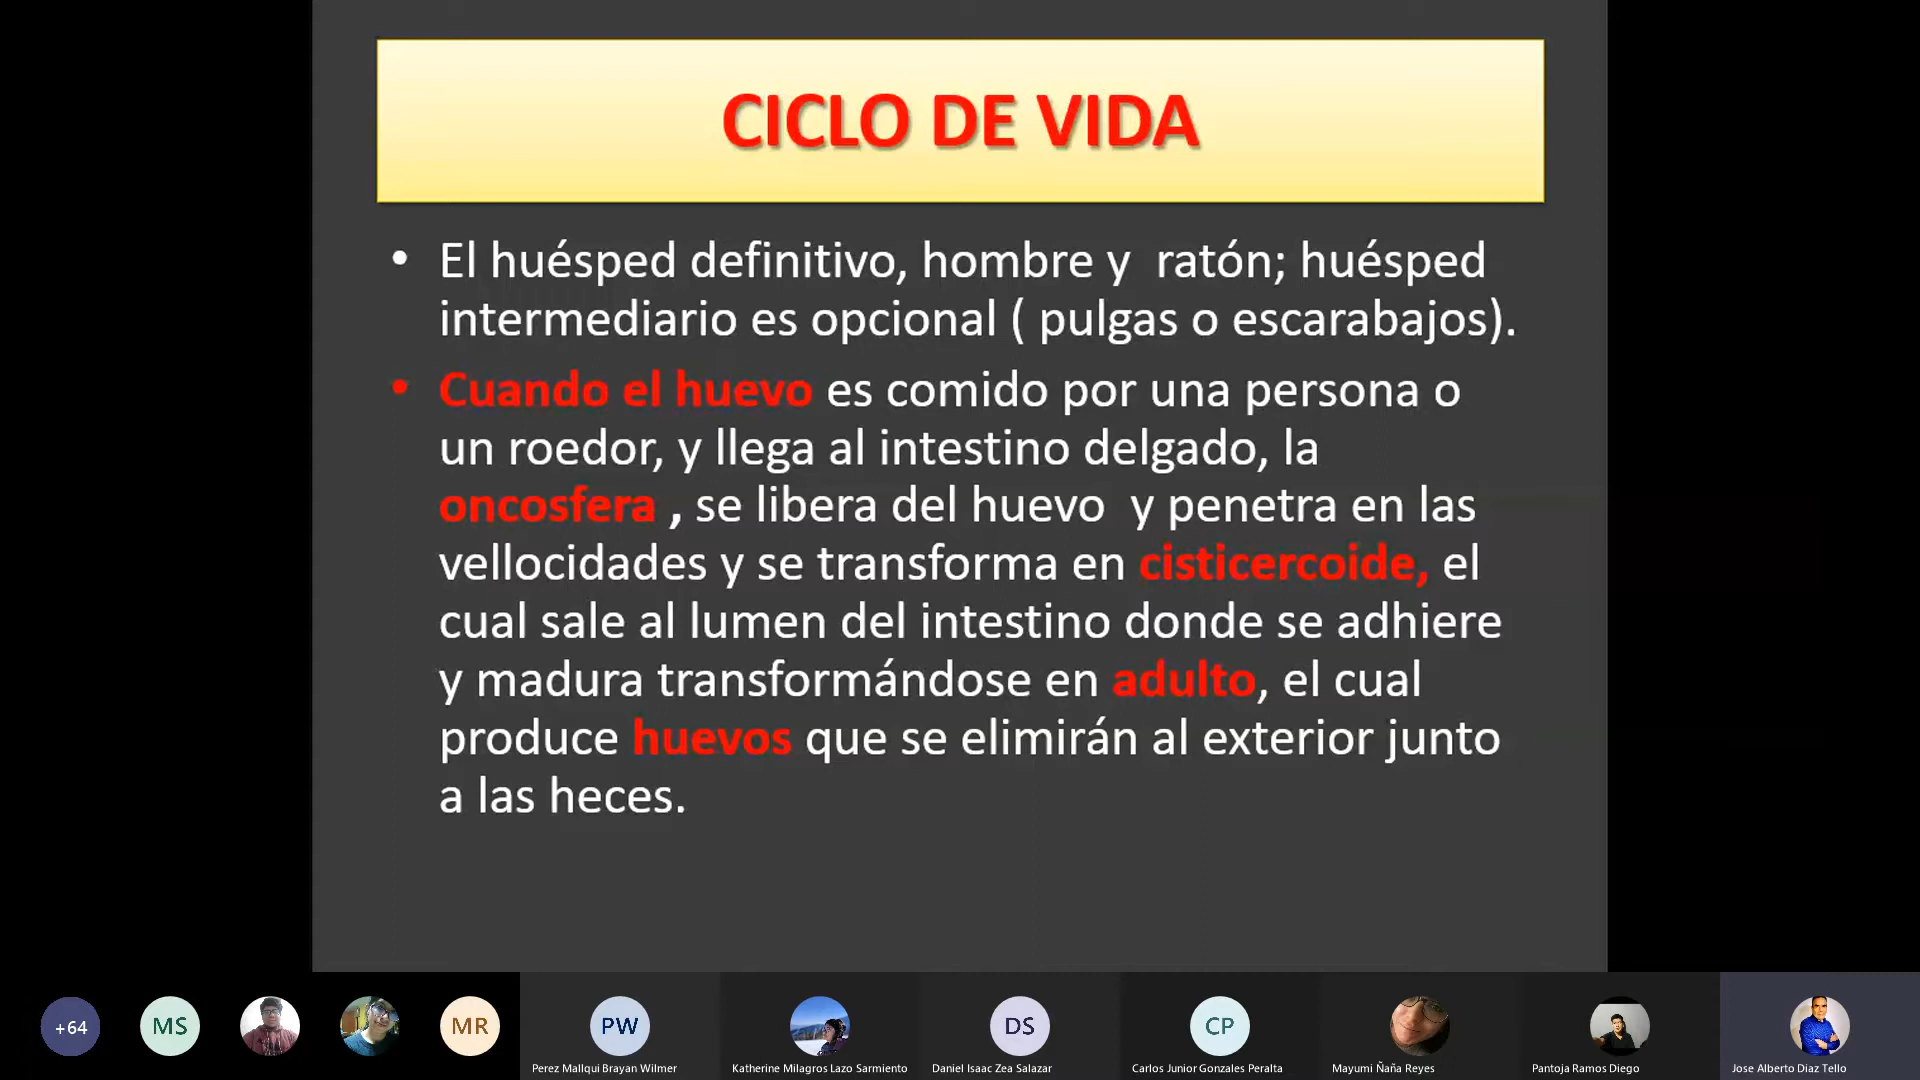 CICLO DE VIDA
• El huésped definitivo, hombre y ratón; huésped
intermediario es opcional ( pulgas o escarabajos).
• Cuando el huevo es comido por una persona o
un roedor, y llega al intestino delgado, la
oncosfera , se libera del huevo y penetra en las
vellocidades y se transforma en cisticercoide, el
cual sale al lumen del intestino donde se adhiere
y madura transformándose en adulto, el cual
produce huevos que se elimirán al exterior junto
a las heces.
+64 MS MR PW DS CP
Perez Mallqui Brayan Wilmer Katherine Milagros Lazo Sarmiento Daniel Isaac Zea Salazar Carlos Junior Gonzales Peralta Mayumi Ñaña Reyes Pantoja Ramos Diego Jose Alberto Diaz Tello